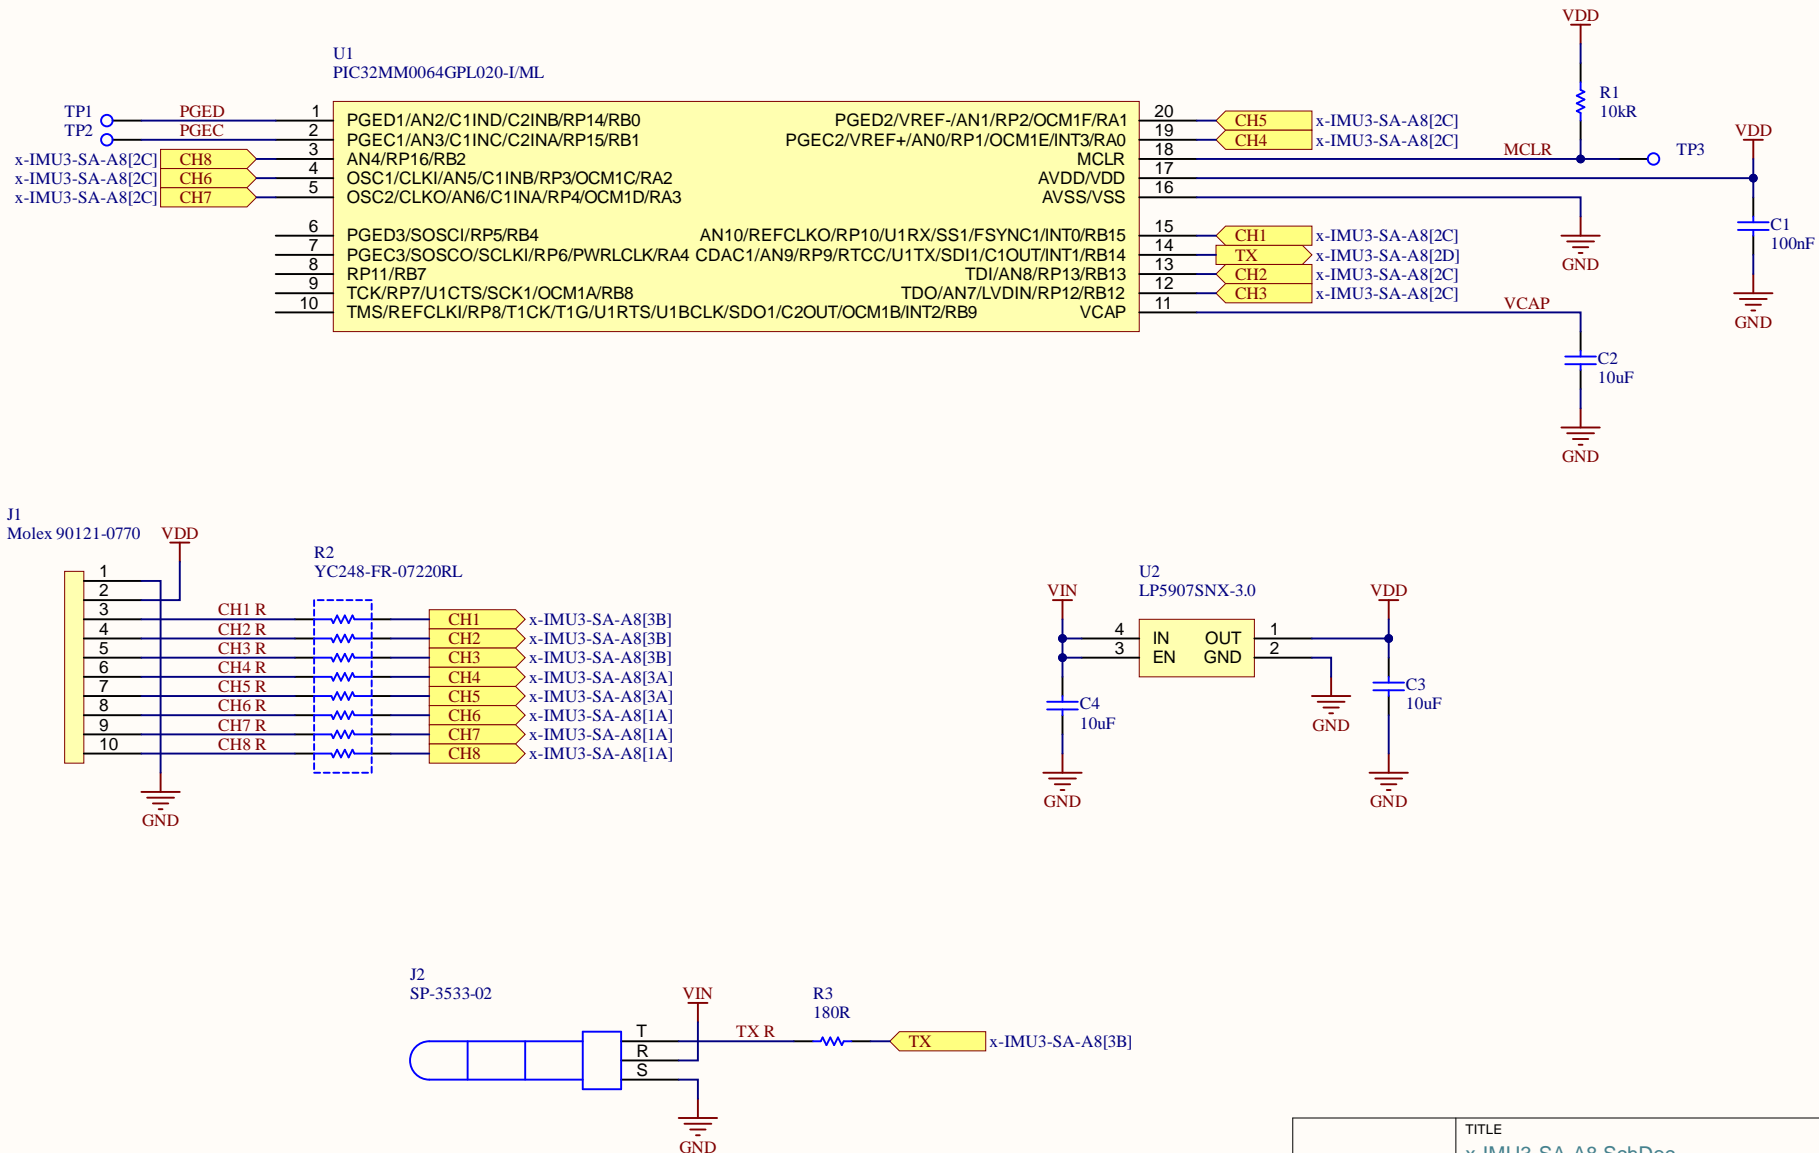 VDD
U1
PIC32MM0064GPL020-I/ML
R1
10kR
TP1
PGED
1
PGED1/AN2/C1IND/C2INB/RP14/RB0
PGED2/VREF-/AN1/RP2/OCM1F/RA1
20
CH5
x-IMU3-SA-A8[2C]
TP2
PGEC
2
PGEC1/AN3/C1INC/C2INA/RP15/RB1
PGEC2/VREF+/AN0/RP1/OCM1E/INT3/RA0
19
CH4
x-IMU3-SA-A8[2C]
VDD
x-IMU3-SA-A8[2C]
CH8
3
AN4/RP16/RB2
MCLR
18
MCLR
TP3
x-IMU3-SA-A8[2C]
CH6
4
OSC1/CLKI/AN5/C1INB/RP3/OCM1C/RA2
AVDD/VDD
17
x-IMU3-SA-A8[2C]
CH7
5
OSC2/CLKO/AN6/C1INA/RP4/OCM1D/RA3
AVSS/VSS
16
C1
100nF
6
PGED3/SOSCI/RP5/RB4
AN10/REFCLKO/RP10/U1RX/SS1/FSYNC1/INT0/RB15
15
CH1
x-IMU3-SA-A8[2C]
7
PGEC3/SOSCO/SCLKI/RP6/PWRLCLK/RA4
CDAC1/AN9/RP9/RTCC/U1TX/SDI1/C1OUT/INT1/RB14
14
TX
x-IMU3-SA-A8[2D]
GND
8
RP11/RB7
TDI/AN8/RP13/RB13
13
CH2
x-IMU3-SA-A8[2C]
9
TCK/RP7/U1CTS/SCK1/OCM1A/RB8
TDO/AN7/LVDIN/RP12/RB12
12
CH3
x-IMU3-SA-A8[2C]
10
TMS/REFCLKI/RP8/T1CK/T1G/U1RTS/U1BCLK/SDO1/C2OUT/OCM1B/INT2/RB9
VCAP
11
VCAP
GND
C2
10uF
GND
J1
Molex 90121-0770
VDD
R2
YC248-FR-07220RL
1
2
3
CH1 R
CH1
x-IMU3-SA-A8[3B]
4
CH2 R
CH2
x-IMU3-SA-A8[3B]
5
CH3 R
CH3
x-IMU3-SA-A8[3B]
6
CH4 R
CH4
x-IMU3-SA-A8[3A]
7
CH5 R
CH5
x-IMU3-SA-A8[3A]
8
CH6 R
CH6
x-IMU3-SA-A8[1A]
9
CH7 R
CH7
x-IMU3-SA-A8[1A]
10
CH8 R
CH8
x-IMU3-SA-A8[1A]
GND
U2
LP5907SNX-3.0
VIN
VDD
4
IN
OUT
1
3
EN
GND
2
C4
10uF
GND
C3
10uF
GND
GND
J2
SP-3533-02
VIN
R3
180R
T
TX R
TX
x-IMU3-SA-A8[3B]
R
S
GND
TITLE
x-IMU3-SA-A8.SchDoc